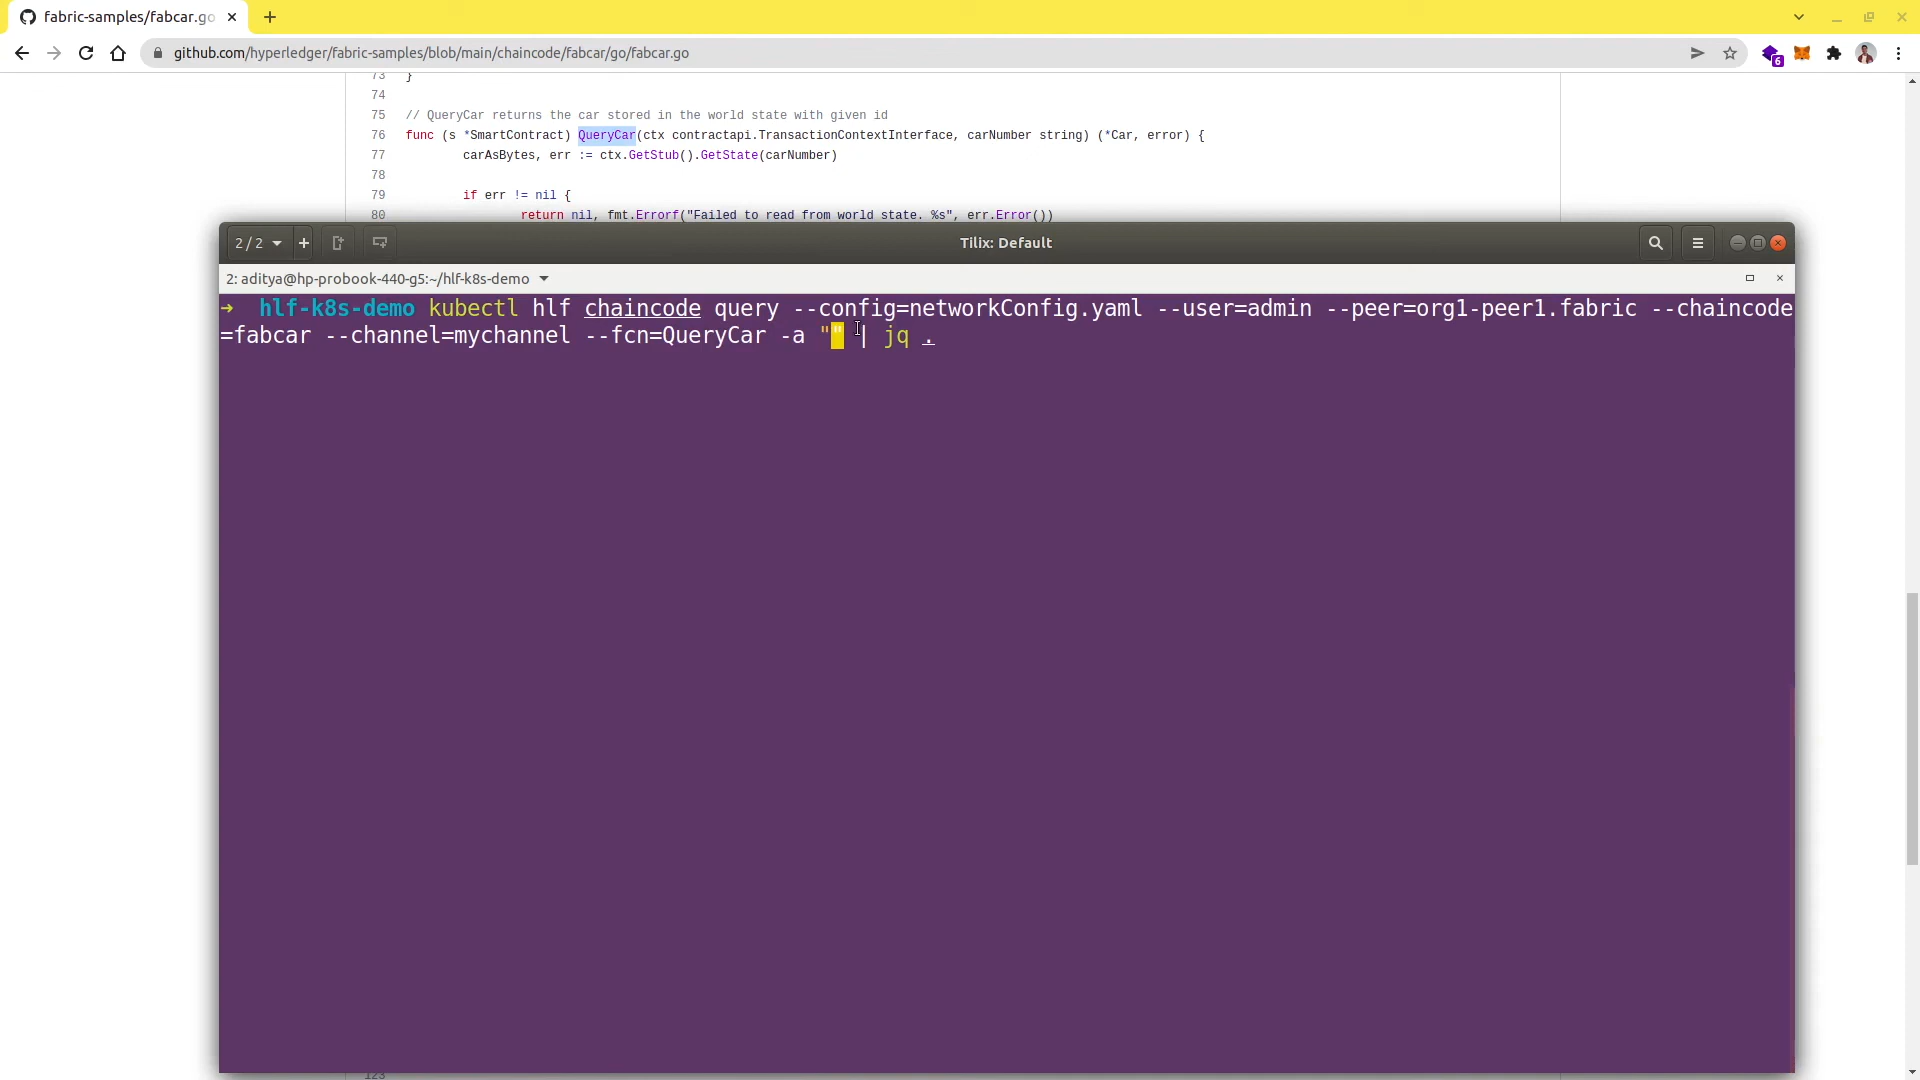 fabric-samples/fabcar.go
github.com/hyperledger/fabric-samples/blob/main/chaincode/fabcar/go/fabcar.go
6
73 }
74
75 // QueryCar returns the car stored in the world state with given id
76 func (s *SmartContract) QueryCar(ctx contractapi.TransactionContextInterface, carNumber string) (*Car, error) {
77 carAsBytes, err := ctx.GetStub().GetState(carNumber)
78
79 if err != nil {
80 return nil, fmt.Errorf("Failed to read from world state. %s", err.Error())
2 / 2
Tilix: Default
2: aditya@hp-probook-440-g5:~/hlf-k8s-demo
→ hlf-k8s-demo kubectl hlf chaincode query --config=networkConfig.yaml --user=admin --peer=org1-peer1.fabric --chaincode
=fabcar --channel=mychannel --fcn=QueryCar -a "" | jq .
123